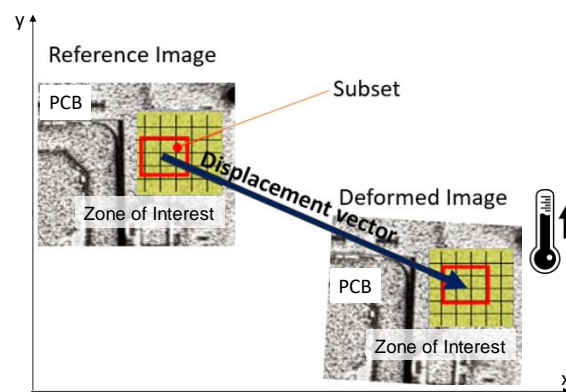 y
Reference Image
PCB
Subset
Displacement vector
Zone of Interest
Deformed Image
PCB
Zone of Interest
x